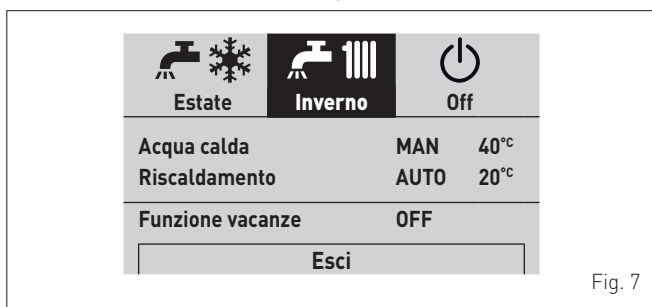 Estate Inverno Off
Acqua calda MAN 40°C
Riscaldamento AUTO 20°C
Funzione vacanze OFF
Esci
Fig. 7